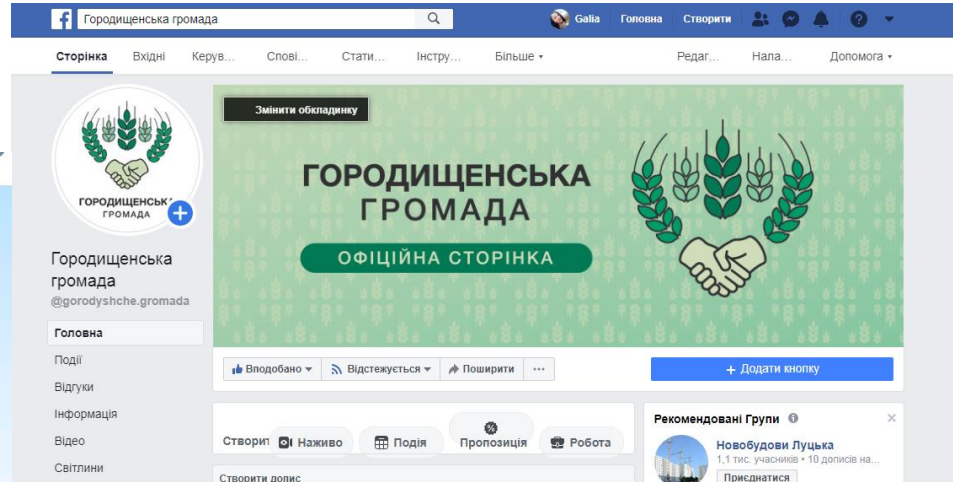 Городищенська громада
Galia Головна Створити
Сторінка Вхідні Керув... Спові... Стати... Інстру... Більше Редаг... Нала... Допомога
Змінити обкладинку
ГОРОДИЩЕНСЬКА
ГРОМАДА
ОФІЦІЙНА СТОРІНКА
ГОРОДИЩЕНСЬКА
ГРОМАДА
Городищенська
громада
@gorodyshche.gromada
Головна
Події
Відгуки
Інформація
Відео
Світлини
Вподобано Відстежується Поширити ...
+ Додати кнопку
Створит Наживо Подія Пропозиція Робота
Створити допис
Рекомендовані Групи
Новобудови Луцька
1,1 тис. учасників • 10 дописів на...
Приєднатися